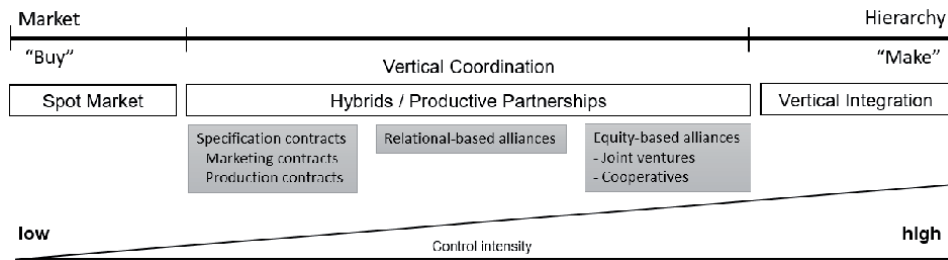 Market Hierarchy
“Buy” “Make”
Vertical Coordination
Spot Market Hybrids / Productive Partnerships Vertical Integration
Specification contracts
Marketing contracts
Production contracts
Relational-based alliances
Equity-based alliances
- Joint ventures
- Cooperatives
low high
Control intensity